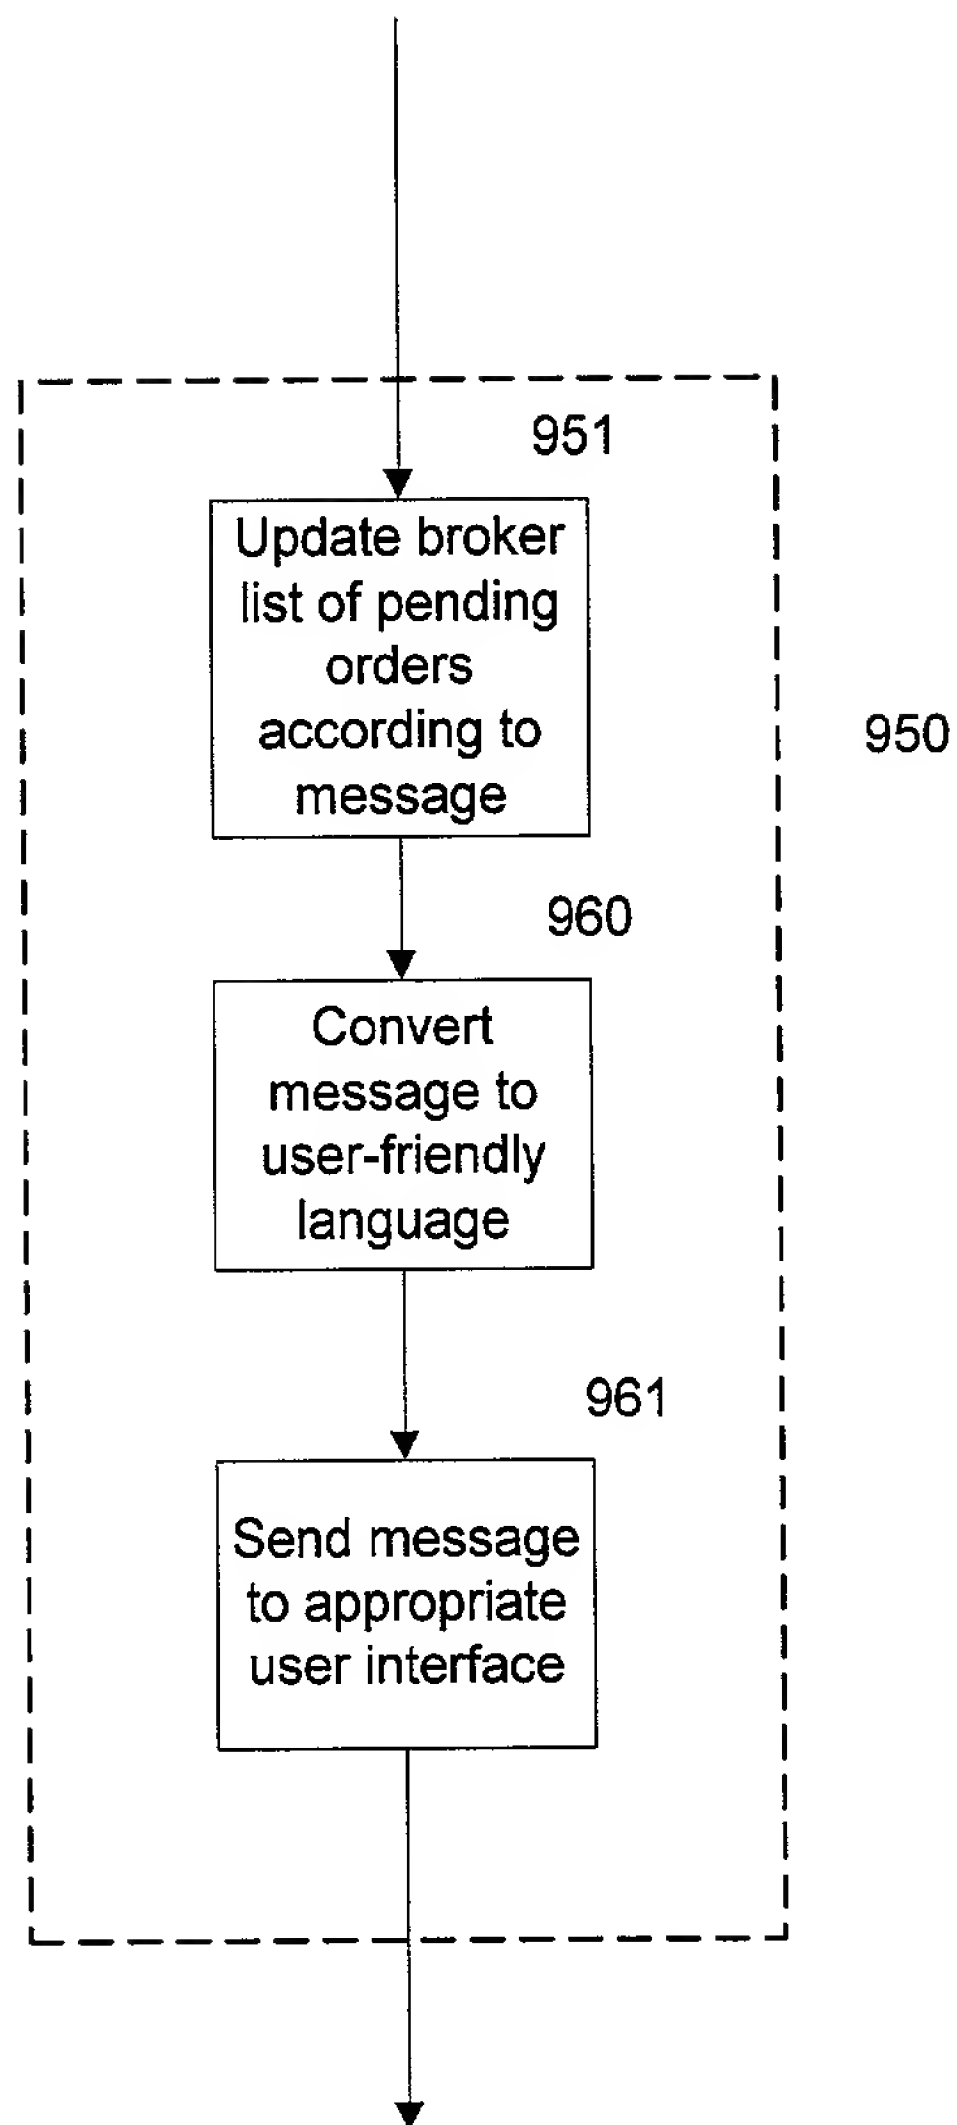 951
Update broker
list of pending
orders
according to
message
950
960
Convert
message to
user-friendly
language
961
Send message
to appropriate
user interface